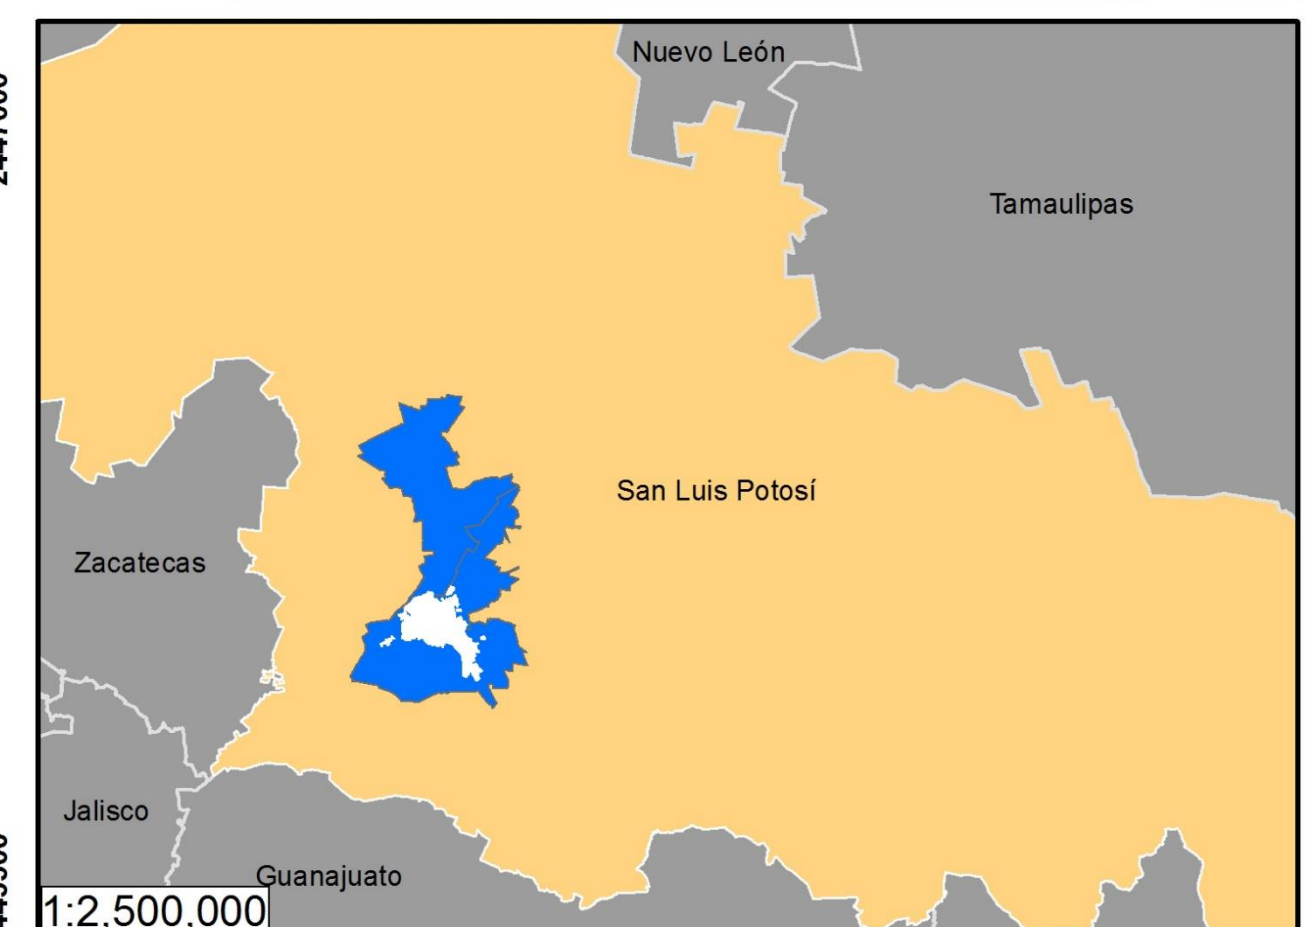 Nuevo León
Tamaulipas
San Luis Potosí
Zacatecas
Jalisco
Guanajuato
1:2,500,000